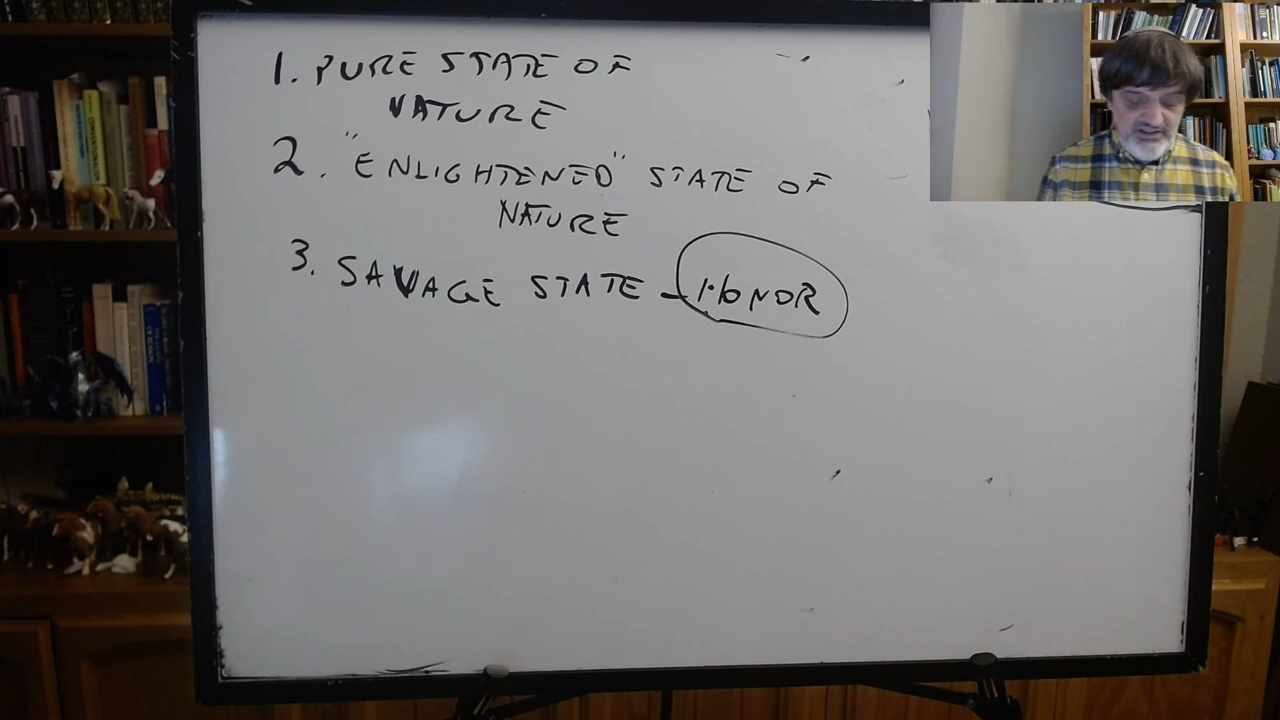 1. PURE STATE OF
NATURE
2. "ENLIGHTENED" STATE OF
NATURE
3. SAVAGE STATE - HONOR